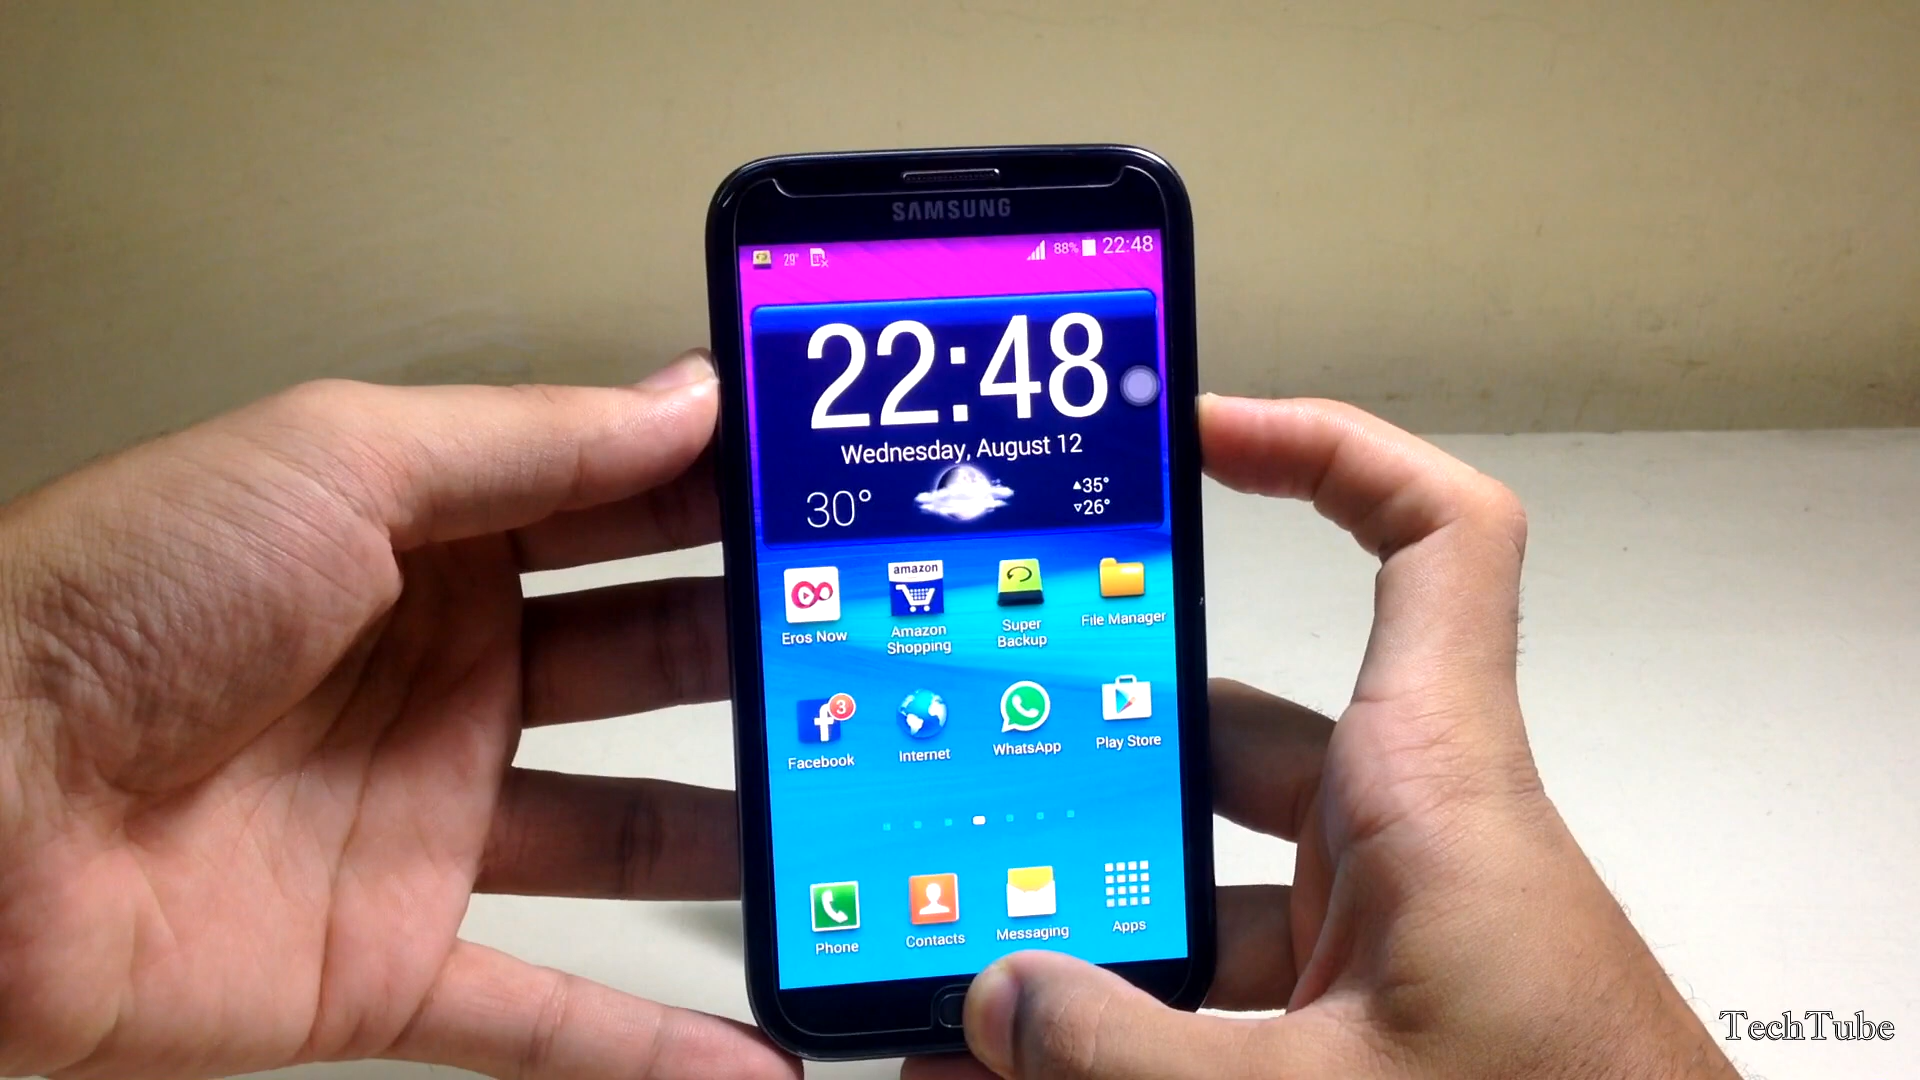 SAMSUNG
29° 88% 22:48
22:48
Wednesday, August 12
30°
35°
26°
amazon
Eros Now Amazon Shopping Super Backup File Manager
3
Facebook Internet WhatsApp Play Store
Phone Contacts Messaging Apps
TechTube